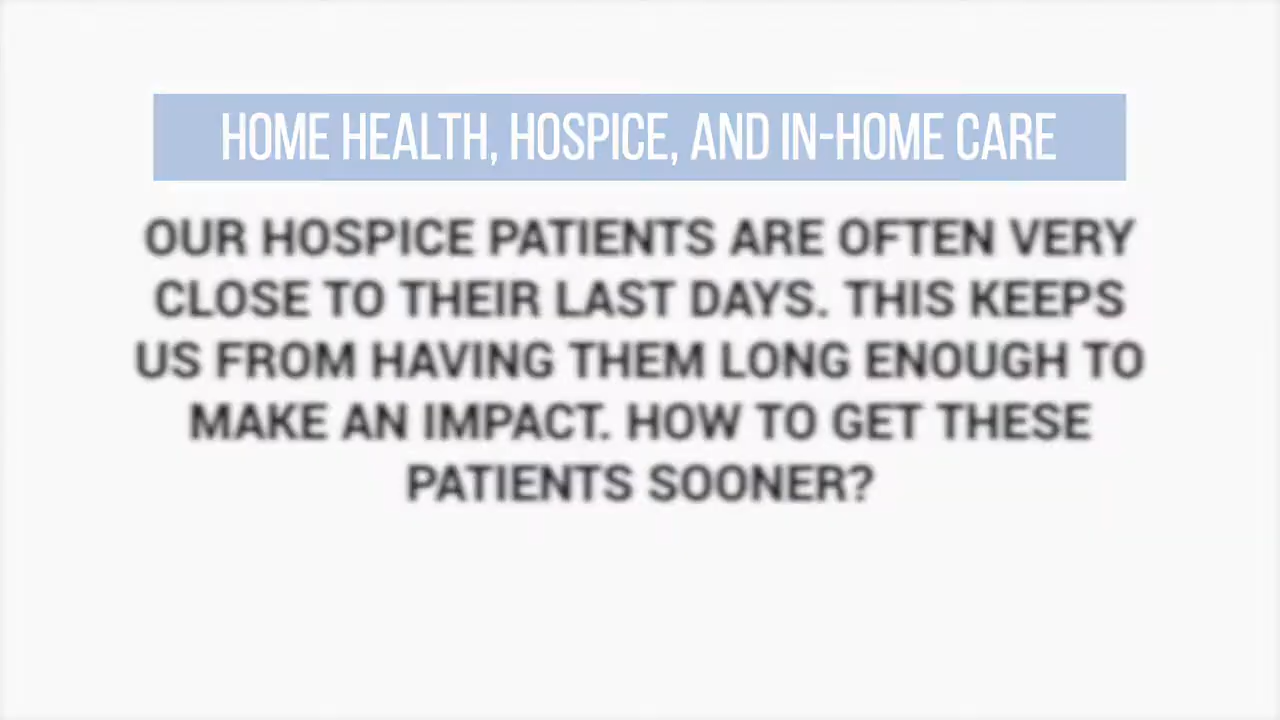 HOME HEALTH, HOSPICE, AND IN-HOME CARE
OUR HOSPICE PATIENTS ARE OFTEN VERY
CLOSE TO THEIR LAST DAYS. THIS KEEPS
US FROM HAVING THEM LONG ENOUGH TO
MAKE AN IMPACT. HOW TO GET THESE
PATIENTS SOONER?